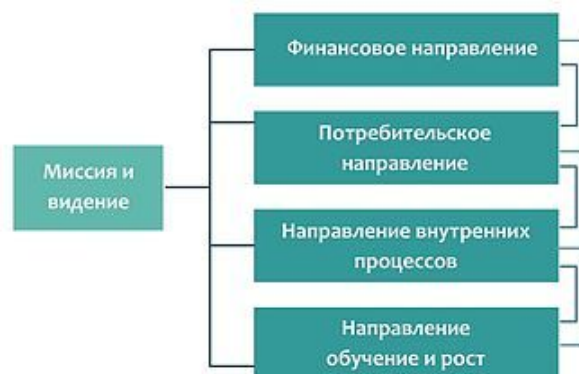 Финансовое направление
Потребительское
направление
Миссия и
видение
Направление внутренних
процессов
Направление
обучение и рост